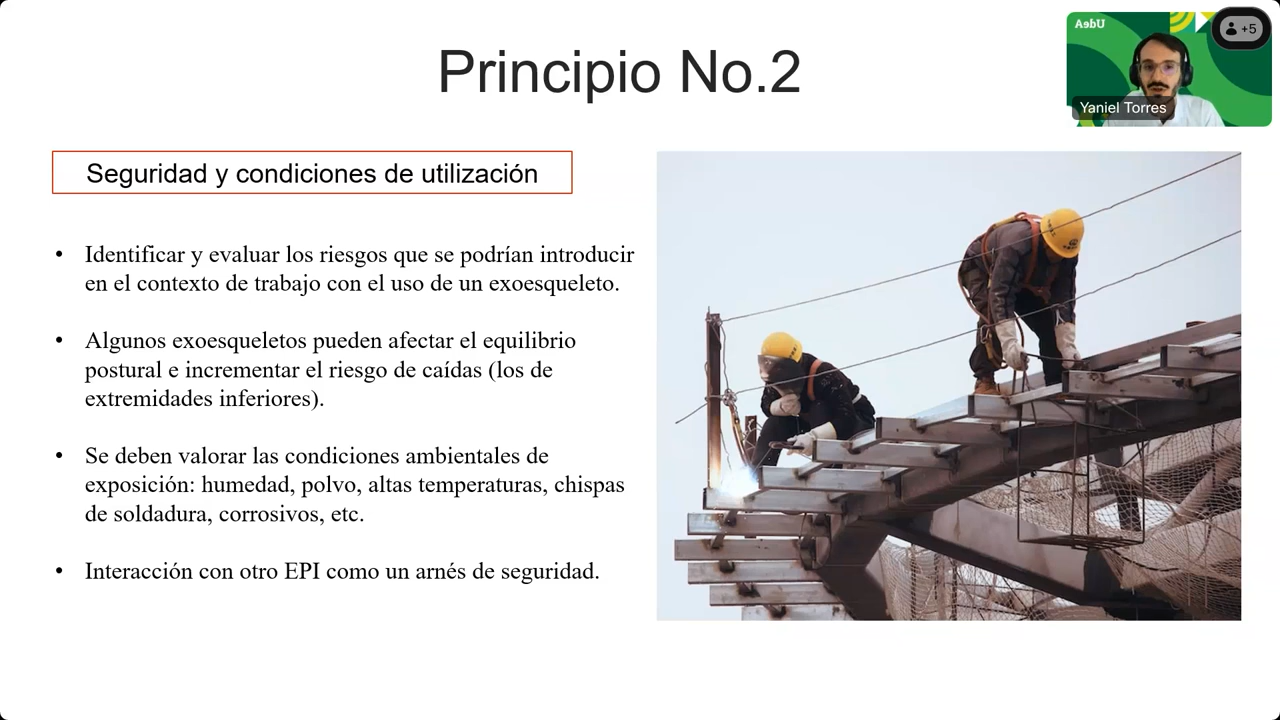 Principio No.2
AɘbU
+5
Yaniel Torres
Seguridad y condiciones de utilización
• Identificar y evaluar los riesgos que se podrían introducir
en el contexto de trabajo con el uso de un exoesqueleto.
• Algunos exoesqueletos pueden afectar el equilibrio
postural e incrementar el riesgo de caídas (los de
extremidades inferiores).
• Se deben valorar las condiciones ambientales de
exposición: humedad, polvo, altas temperaturas, chispas
de soldadura, corrosivos, etc.
• Interacción con otro EPI como un arnés de seguridad.